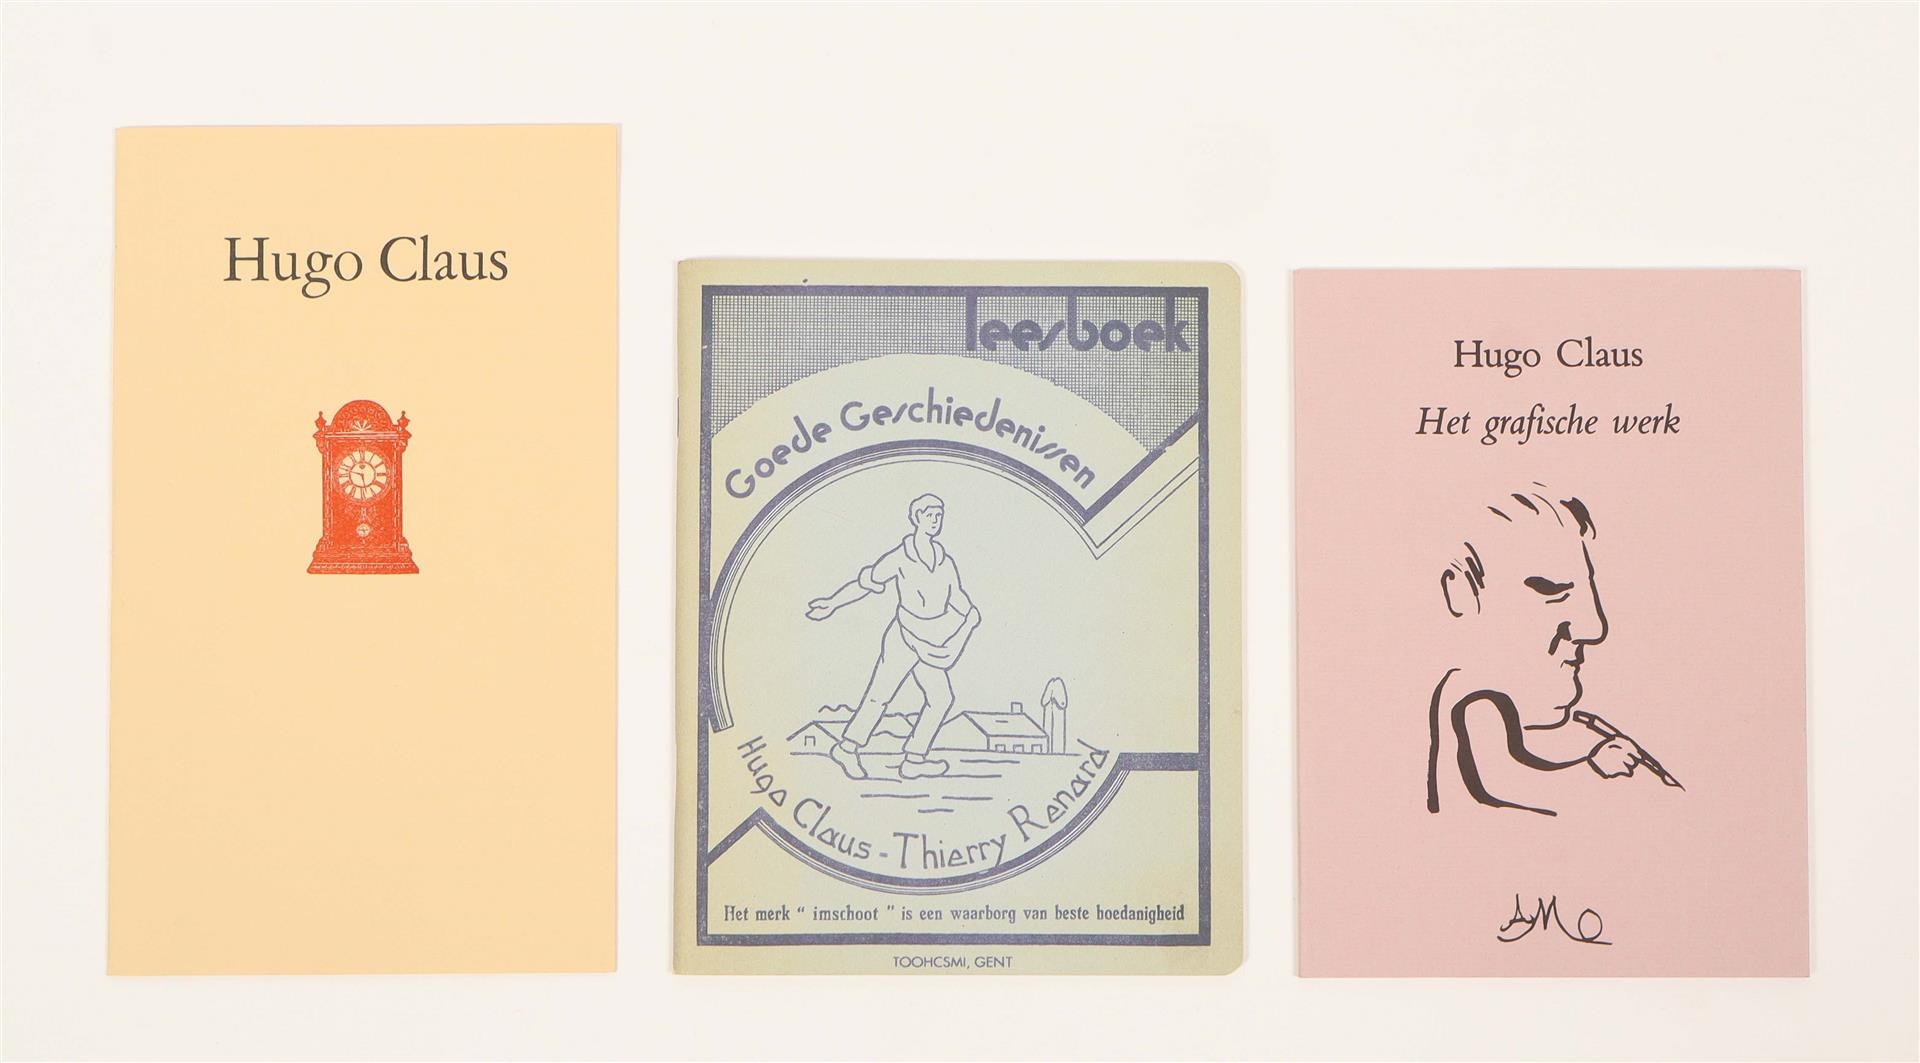 Hugo Claus
leesboek
Goede Geschiedenissen
Hugo Claus - Thierry Renard
Het merk “ imschoot ” is een waarborg van beste hoedanigheid
TOOHCSMI, GENT
Hugo Claus
Het grafische werk
AMO